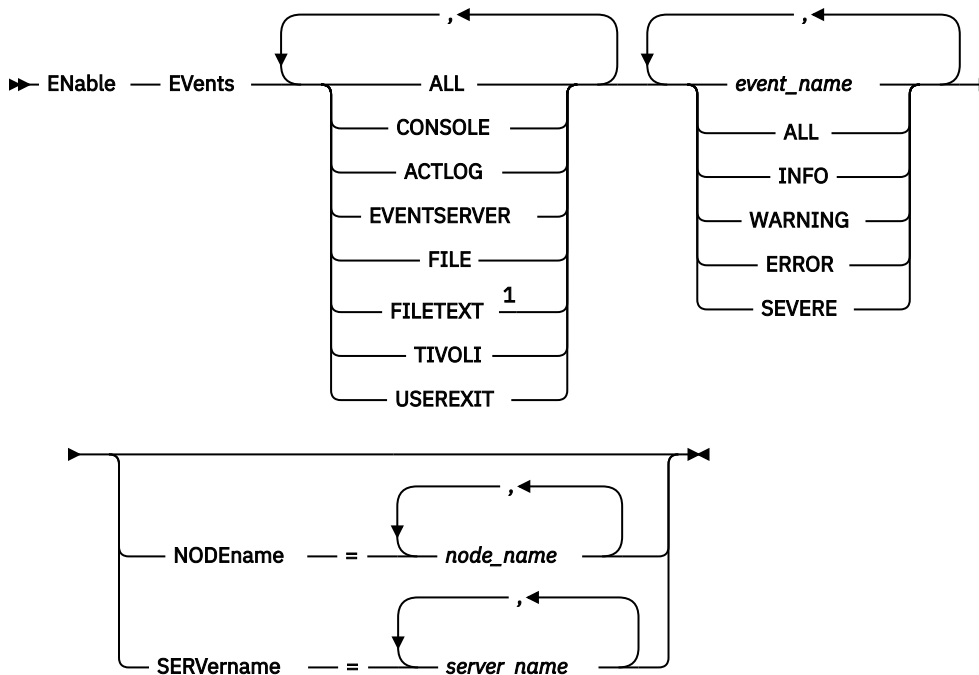 , ,
ENable EVents ALL event_name
CONSOLE ALL
ACTLOG INFO
EVENTSERVER WARNING
FILE ERROR
FILETEXT 1 SEVERE
TIVOLI
USEREXIT
,
NODEname = node_name
,
SERVername = server_name